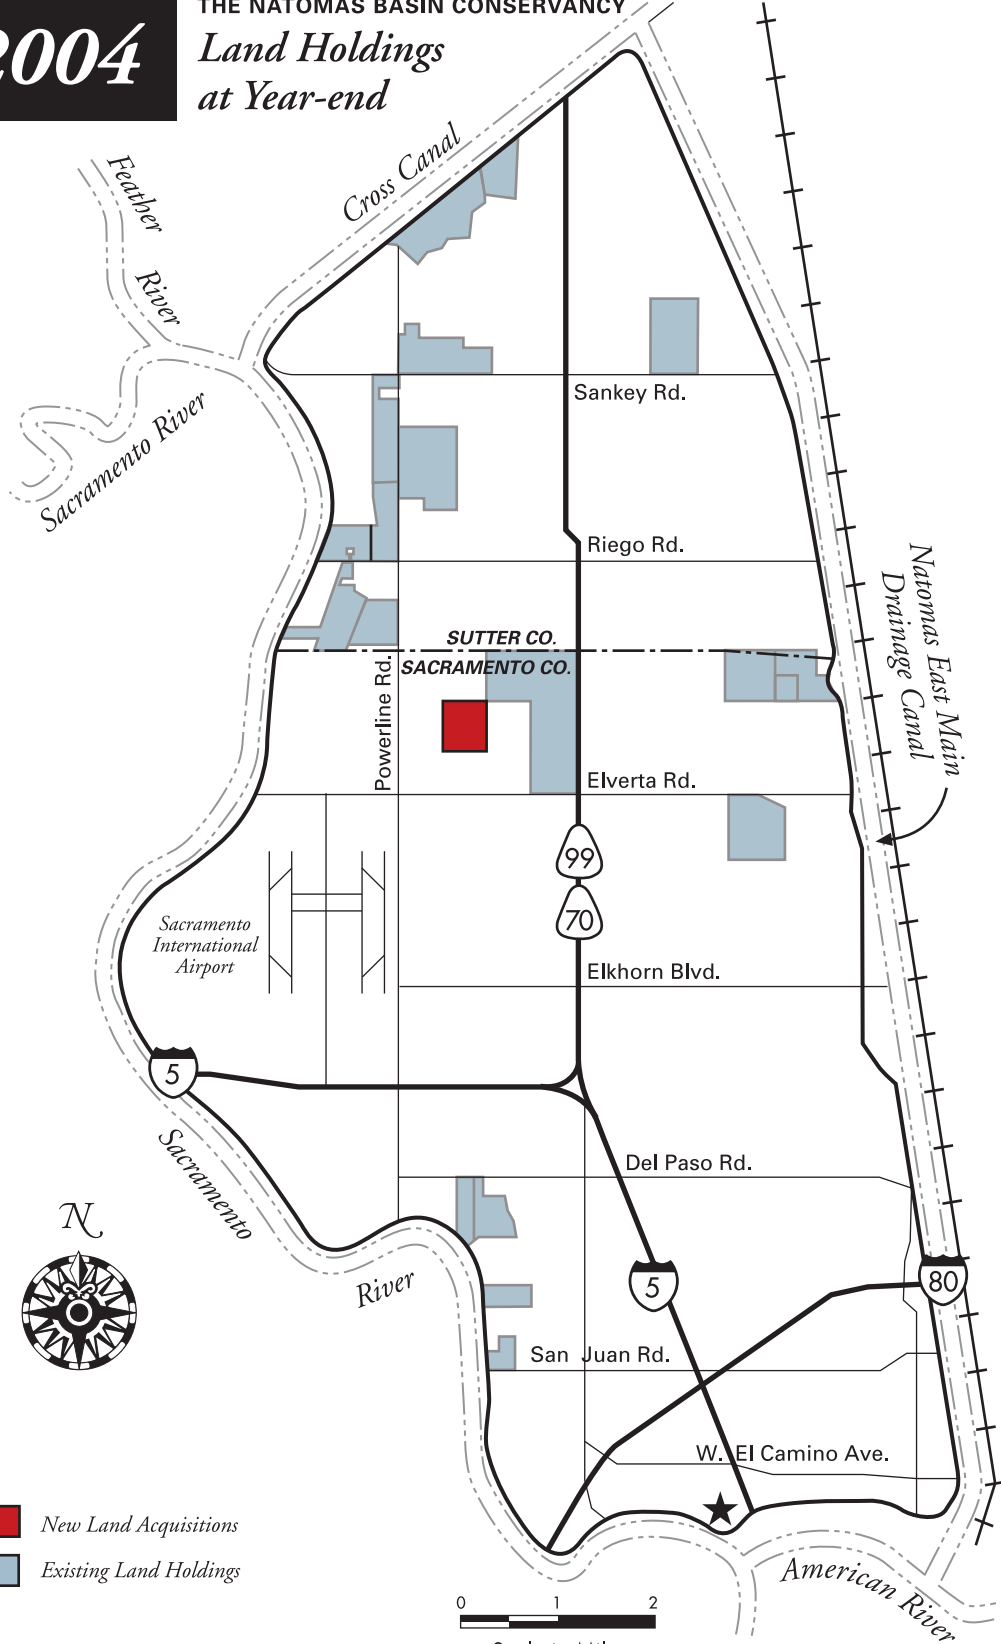 2004
THE NATOMAS BASIN CONSERVANCY
Land Holdings
at Year-end
Cross Canal
Feather
River
Sacramento River
Sankey Rd.
Riego Rd.
Natomas East Main
Drainage Canal
SUTTER CO.
SACRAMENTO CO.
Powerline Rd.
Elverta Rd.
99
70
Sacramento
International
Airport
Elkhorn Blvd.
5
Sacramento
River
Del Paso Rd.
N
5
80
San Juan Rd.
W. El Camino Ave.
New Land Acquisitions
Existing Land Holdings
American River
0 1 2